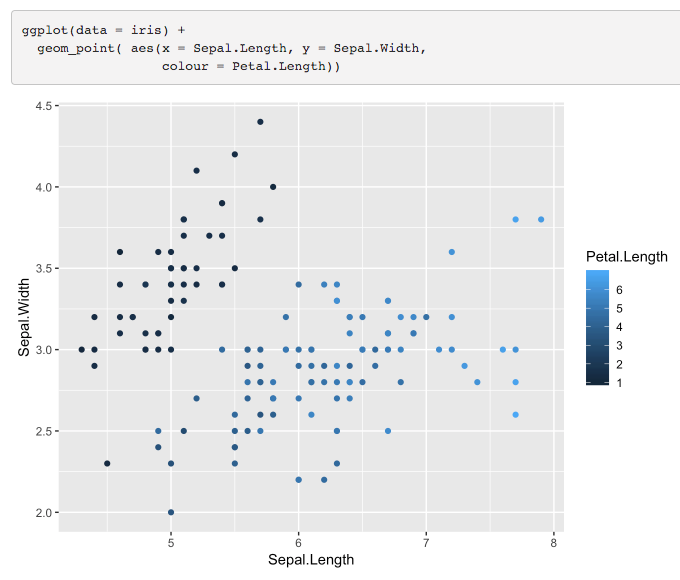 ggplot(data = iris) +
  geom_point( aes(x = Sepal.Length, y = Sepal.Width,
                  colour = Petal.Length))
4.5
4.0
3.5
3.0
2.5
2.0
Sepal.Width
5 6 7 8
Sepal.Length
Petal.Length
6
5
4
3
2
1